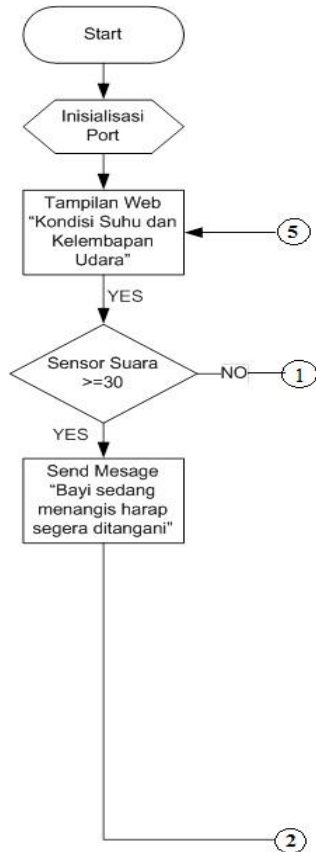 Start
Inisialisasi
Port
Tampilan Web
“Kondisi Suhu dan
Kelembapan
Udara”
5
YES
Sensor Suara
>=30
NO
1
YES
Send Mesage
“Bayi sedang
menangis harap
segera ditangani”
2